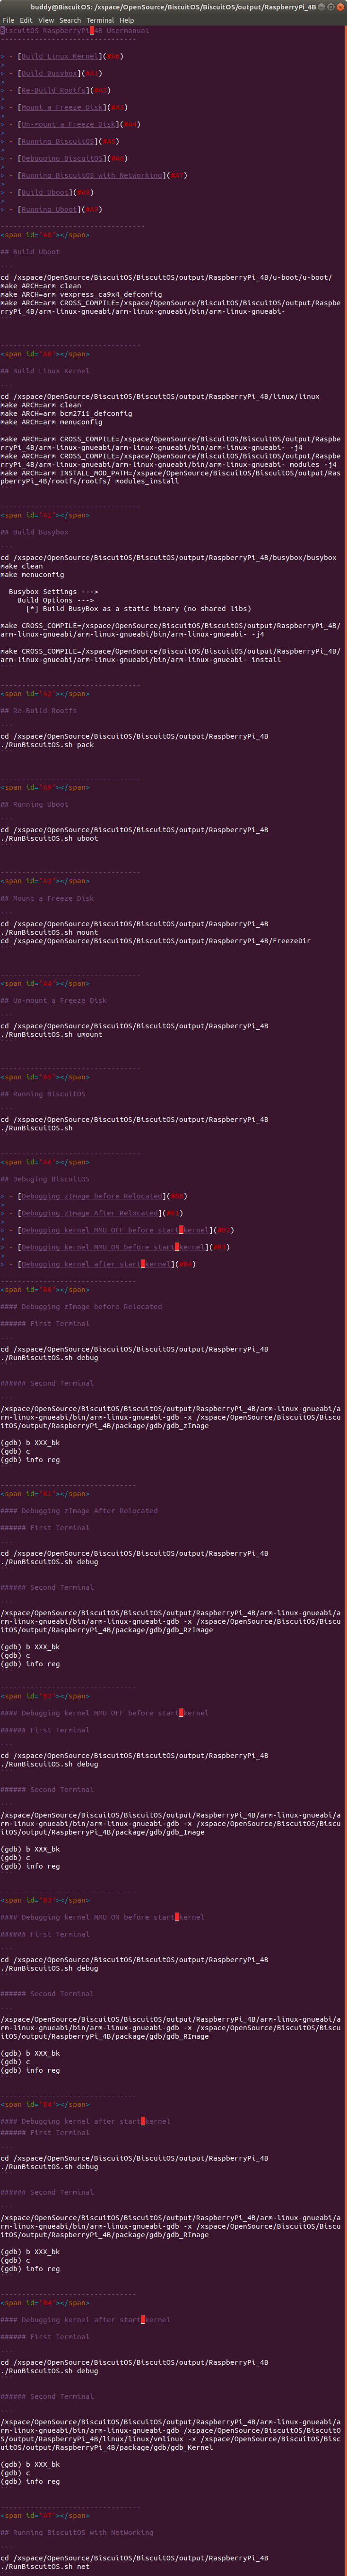 buddy@BiscuitOS: /xspace/OpenSource/BiscuitOS/BiscuitOS/output/RaspberryPi_4B
File Edit View Search Terminal Help
BiscuitOS RaspberryPi_4B Usermanual
--------------------------------
> - [Build Linux Kernel](#A0)
>
> - [Build Busybox](#A1)
>
> - [Re-Build Rootfs](#A2)
>
> - [Mount a Freeze Disk](#A3)
>
> - [Un-mount a Freeze Disk](#A4)
>
> - [Running BiscuitOS](#A5)
>
> - [Debugging BiscuitOS](#A6)
>
> - [Running BiscuitOS with NetWorking](#A7)
>
> - [Build Uboot](#A8)
>
> - [Running Uboot](#A9)
----------------------------------
<span id="A8"></span>
## Build Uboot
```
cd /xspace/OpenSource/BiscuitOS/BiscuitOS/output/RaspberryPi_4B/u-boot/u-boot/
make ARCH=arm clean
make ARCH=arm vexpress_ca9x4_defconfig
make ARCH=arm CROSS_COMPILE=/xspace/OpenSource/BiscuitOS/BiscuitOS/output/Raspbe
rryPi_4B/arm-linux-gnueabi/arm-linux-gnueabi/bin/arm-linux-gnueabi-
```
---------------------------------
<span id="A0"></span>
## Build Linux Kernel
```
cd /xspace/OpenSource/BiscuitOS/BiscuitOS/output/RaspberryPi_4B/linux/linux
make ARCH=arm clean
make ARCH=arm bcm2711_defconfig
make ARCH=arm menuconfig
make ARCH=arm CROSS_COMPILE=/xspace/OpenSource/BiscuitOS/BiscuitOS/output/Raspbe
rryPi_4B/arm-linux-gnueabi/arm-linux-gnueabi/bin/arm-linux-gnueabi- -j4
make ARCH=arm CROSS_COMPILE=/xspace/OpenSource/BiscuitOS/BiscuitOS/output/Raspbe
rryPi_4B/arm-linux-gnueabi/arm-linux-gnueabi/bin/arm-linux-gnueabi- modules -j4
make ARCH=arm INSTALL_MOD_PATH=/xspace/OpenSource/BiscuitOS/BiscuitOS/output/Ras
pberryPi_4B/rootfs/rootfs/ modules_install
```
---------------------------------
<span id="A1"></span>
## Build Busybox
```
cd /xspace/OpenSource/BiscuitOS/BiscuitOS/output/RaspberryPi_4B/busybox/busybox
make clean
make menuconfig
Busybox Settings --->
Build Options --->
[*] Build BusyBox as a static binary (no shared libs)
make CROSS_COMPILE=/xspace/OpenSource/BiscuitOS/BiscuitOS/output/RaspberryPi_4B/
arm-linux-gnueabi/arm-linux-gnueabi/bin/arm-linux-gnueabi- -j4
make CROSS_COMPILE=/xspace/OpenSource/BiscuitOS/BiscuitOS/output/RaspberryPi_4B/
arm-linux-gnueabi/arm-linux-gnueabi/bin/arm-linux-gnueabi- install
```
---------------------------------
<span id="A2"></span>
## Re-Build Rootfs
```
cd /xspace/OpenSource/BiscuitOS/BiscuitOS/output/RaspberryPi_4B
./RunBiscuitOS.sh pack
```
---------------------------------
<span id="A9"></span>
## Running Uboot
```
cd /xspace/OpenSource/BiscuitOS/BiscuitOS/output/RaspberryPi_4B
./RunBiscuitOS.sh uboot
```
---------------------------------
<span id="A3"></span>
## Mount a Freeze Disk
```
cd /xspace/OpenSource/BiscuitOS/BiscuitOS/output/RaspberryPi_4B
./RunBiscuitOS.sh mount
cd /xspace/OpenSource/BiscuitOS/BiscuitOS/output/RaspberryPi_4B/FreezeDir
```
---------------------------------
<span id="A4"></span>
## Un-mount a Freeze Disk
```
cd /xspace/OpenSource/BiscuitOS/BiscuitOS/output/RaspberryPi_4B
./RunBiscuitOS.sh umount
```
---------------------------------
<span id="A5"></span>
## Running BiscuitOS
```
cd /xspace/OpenSource/BiscuitOS/BiscuitOS/output/RaspberryPi_4B
./RunBiscuitOS.sh
```
---------------------------------
<span id="A6"></span>
## Debuging BiscuitOS
> - [Debugging zImage before Relocated](#B0)
>
> - [Debugging zImage After Relocated](#B1)
>
> - [Debugging kernel MMU OFF before start_kernel](#B2)
>
> - [Debugging kernel MMU ON before start_kernel](#B3)
>
> - [Debugging kernel after start_kernel](#B4)
--------------------------------
<span id="B0"></span>
#### Debugging zImage before Relocated
###### First Terminal
```
cd /xspace/OpenSource/BiscuitOS/BiscuitOS/output/RaspberryPi_4B
./RunBiscuitOS.sh debug
```
###### Second Terminal
```
/xspace/OpenSource/BiscuitOS/BiscuitOS/output/RaspberryPi_4B/arm-linux-gnueabi/a
rm-linux-gnueabi/bin/arm-linux-gnueabi-gdb -x /xspace/OpenSource/BiscuitOS/Biscu
itOS/output/RaspberryPi_4B/package/gdb/gdb_zImage
(gdb) b XXX_bk
(gdb) c
(gdb) info reg
```
--------------------------------
<span id="B1"></span>
#### Debugging zImage After Relocated
###### First Terminal
```
cd /xspace/OpenSource/BiscuitOS/BiscuitOS/output/RaspberryPi_4B
./RunBiscuitOS.sh debug
```
###### Second Terminal
```
/xspace/OpenSource/BiscuitOS/BiscuitOS/output/RaspberryPi_4B/arm-linux-gnueabi/a
rm-linux-gnueabi/bin/arm-linux-gnueabi-gdb -x /xspace/OpenSource/BiscuitOS/Biscu
itOS/output/RaspberryPi_4B/package/gdb/gdb_RzImage
(gdb) b XXX_bk
(gdb) c
(gdb) info reg
```
--------------------------------
<span id="B2"></span>
#### Debugging kernel MMU OFF before start_kernel
###### First Terminal
```
cd /xspace/OpenSource/BiscuitOS/BiscuitOS/output/RaspberryPi_4B
./RunBiscuitOS.sh debug
```
###### Second Terminal
```
/xspace/OpenSource/BiscuitOS/BiscuitOS/output/RaspberryPi_4B/arm-linux-gnueabi/a
rm-linux-gnueabi/bin/arm-linux-gnueabi-gdb -x /xspace/OpenSource/BiscuitOS/Biscu
itOS/output/RaspberryPi_4B/package/gdb/gdb_Image
(gdb) b XXX_bk
(gdb) c
(gdb) info reg
```
--------------------------------
<span id="B3"></span>
#### Debugging kernel MMU ON before start_kernel
###### First Terminal
```
cd /xspace/OpenSource/BiscuitOS/BiscuitOS/output/RaspberryPi_4B
./RunBiscuitOS.sh debug
```
###### Second Terminal
```
/xspace/OpenSource/BiscuitOS/BiscuitOS/output/RaspberryPi_4B/arm-linux-gnueabi/a
rm-linux-gnueabi/bin/arm-linux-gnueabi-gdb -x /xspace/OpenSource/BiscuitOS/Biscu
itOS/output/RaspberryPi_4B/package/gdb/gdb_RImage
(gdb) b XXX_bk
(gdb) c
(gdb) info reg
```
--------------------------------
<span id="B4"></span>
#### Debugging kernel after start_kernel
###### First Terminal
```
cd /xspace/OpenSource/BiscuitOS/BiscuitOS/output/RaspberryPi_4B
./RunBiscuitOS.sh debug
```
###### Second Terminal
```
/xspace/OpenSource/BiscuitOS/BiscuitOS/output/RaspberryPi_4B/arm-linux-gnueabi/a
rm-linux-gnueabi/bin/arm-linux-gnueabi-gdb -x /xspace/OpenSource/BiscuitOS/Biscu
itOS/output/RaspberryPi_4B/package/gdb/gdb_RImage
(gdb) b XXX_bk
(gdb) c
(gdb) info reg
```
--------------------------------
<span id="B4"></span>
#### Debugging kernel after start_kernel
###### First Terminal
```
cd /xspace/OpenSource/BiscuitOS/BiscuitOS/output/RaspberryPi_4B
./RunBiscuitOS.sh debug
```
###### Second Terminal
```
/xspace/OpenSource/BiscuitOS/BiscuitOS/output/RaspberryPi_4B/arm-linux-gnueabi/a
rm-linux-gnueabi/bin/arm-linux-gnueabi-gdb /xspace/OpenSource/BiscuitOS/BiscuitO
S/output/RaspberryPi_4B/linux/linux/vmlinux -x /xspace/OpenSource/BiscuitOS/Bisc
uitOS/output/RaspberryPi_4B/package/gdb/gdb_Kernel
(gdb) b XXX_bk
(gdb) c
(gdb) info reg
```
---------------------------------
<span id="A7"></span>
## Running BiscuitOS with NetWorking
```
cd /xspace/OpenSource/BiscuitOS/BiscuitOS/output/RaspberryPi_4B
./RunBiscuitOS.sh net